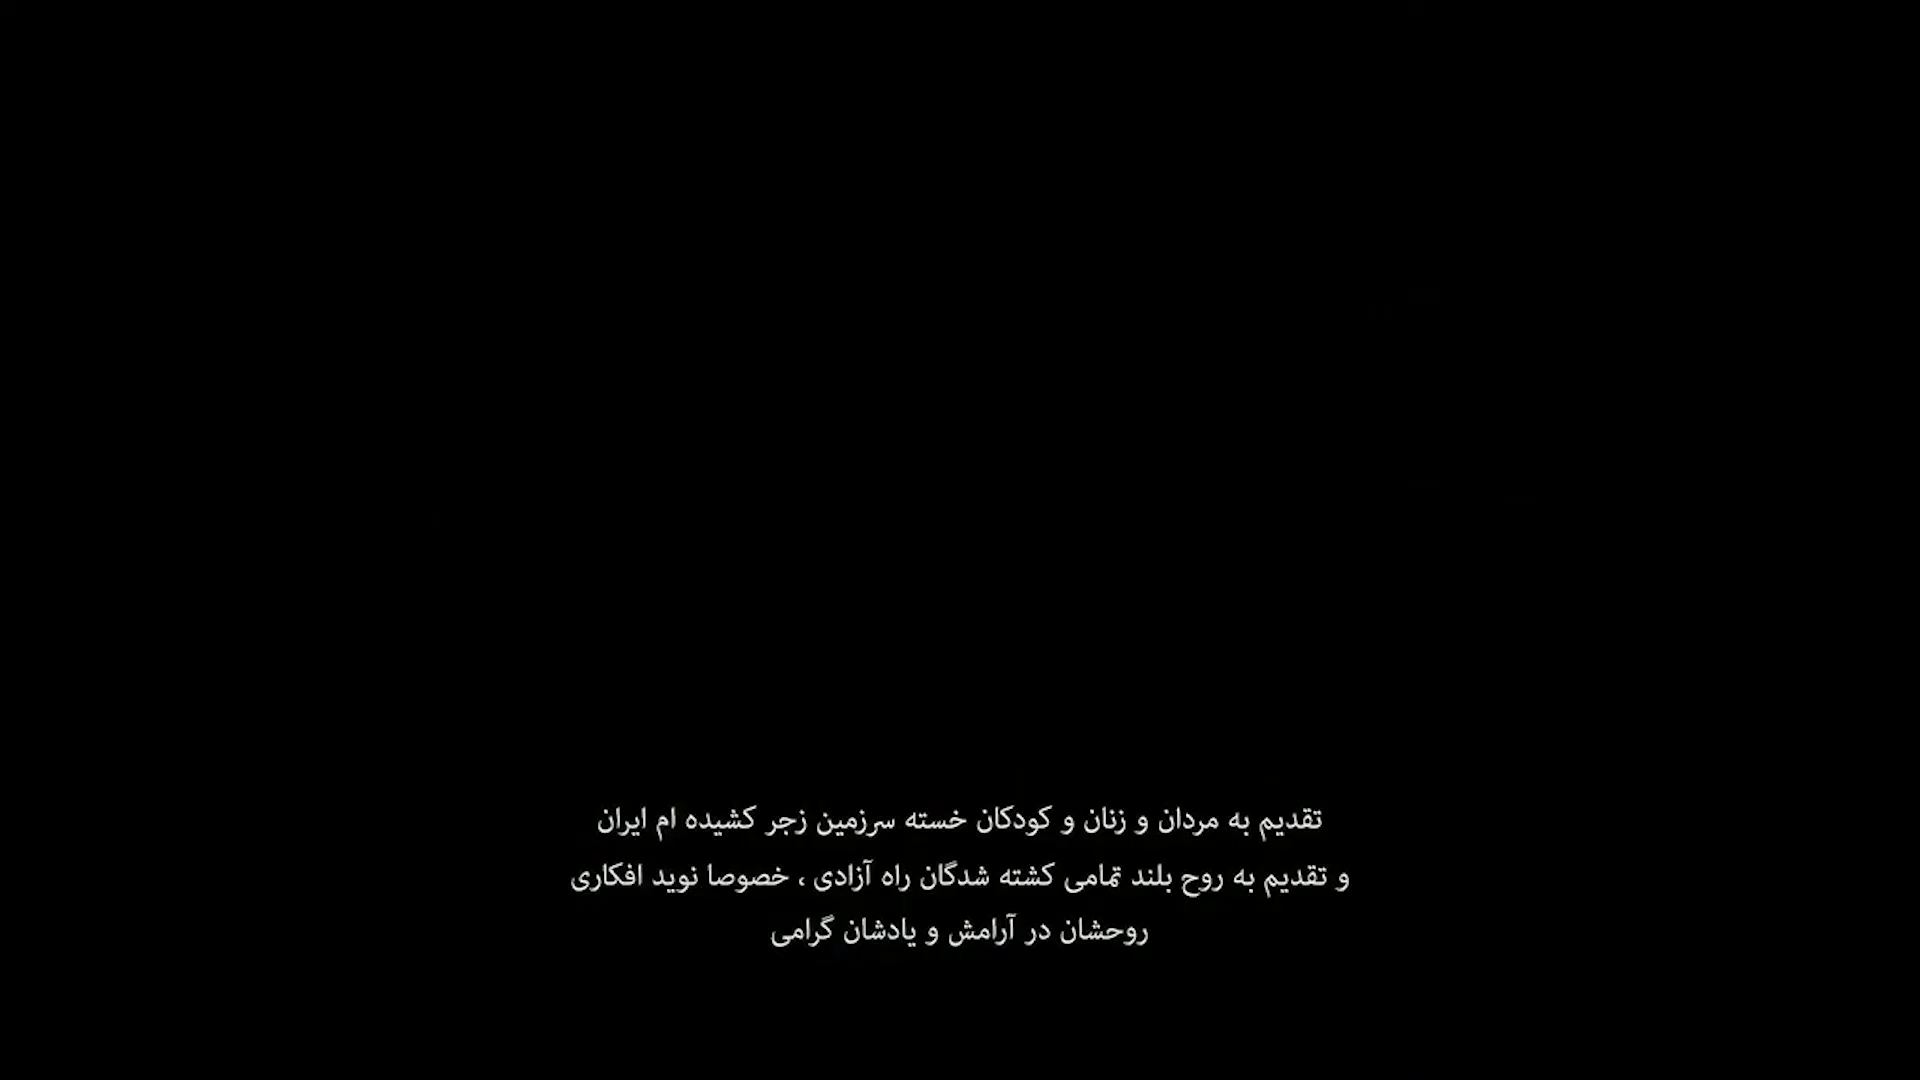 تقدیم به مردان و زنان و کودکان خسته سرزمین زجر کشیده ام ایران
و تقدیم به روح بلند تمامی کشته شدگان راه آزادی ، خصوصا نوید افکاری
روحشان در آرامش و یادشان گرامی